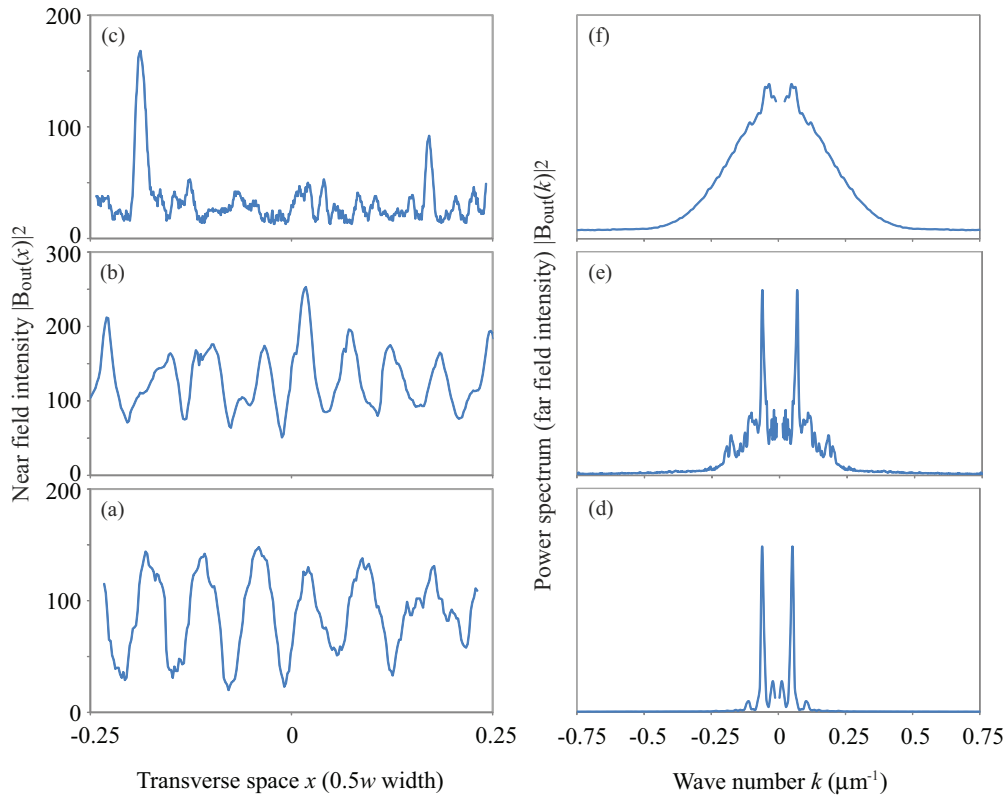 200
(c)
100
0
300
(b)
200
100
0
200
(a)
100
0
-0.25
0
0.25
Near field intensity |Bout(x)|2
Transverse space x (0.5w width)
(f)
(e)
(d)
-0.75
-0.25
-0.25
0
0.25
0.75
0.75
Power spectrum (far field intensity) |Bout(k)|2
Wave number k (μm-1)